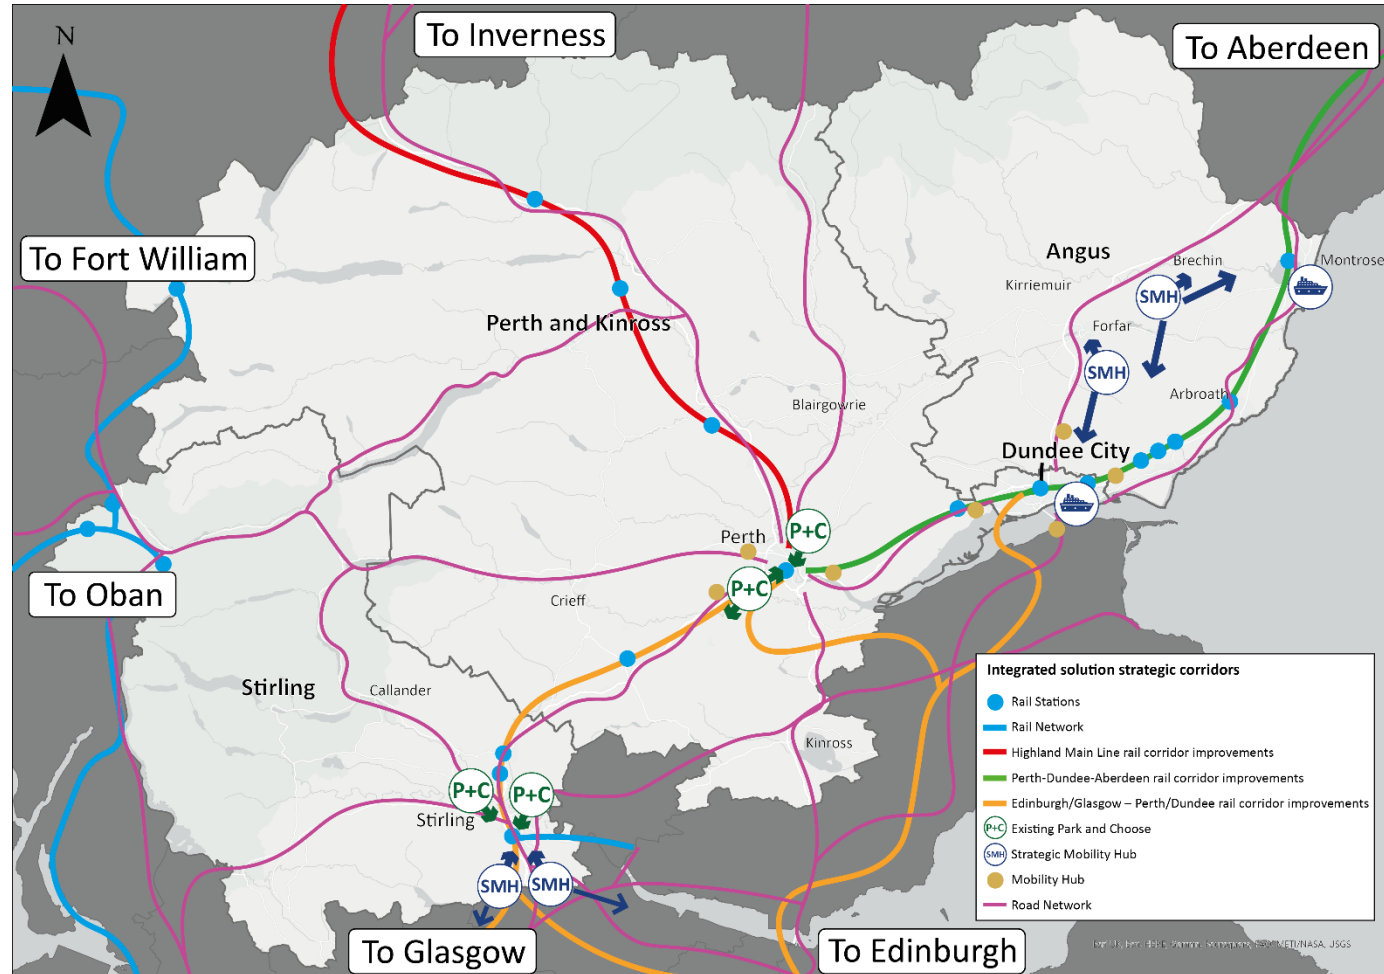 To Inverness
To Aberdeen
N
To Fort William
Angus
Brechin
Montrose
Kirriemuir
SMH
Perth and Kinross
Forfar
SMH
Arbroath
Blairgowrie
Dundee City
P+C
Perth
P+C
To Oban
Crieff
Stirling
Callander
Kinross
P+C
P+C
Stirling
SMH
SMH
To Glasgow
To Edinburgh
Integrated solution strategic corridors
Rail Stations
Rail Network
Highland Main Line rail corridor improvements
Perth-Dundee-Aberdeen rail corridor improvements
Edinburgh/Glasgow – Perth/Dundee rail corridor improvements
P+C Existing Park and Choose
SMH Strategic Mobility Hub
Mobility Hub
Road Network
METI/NASA, USGS